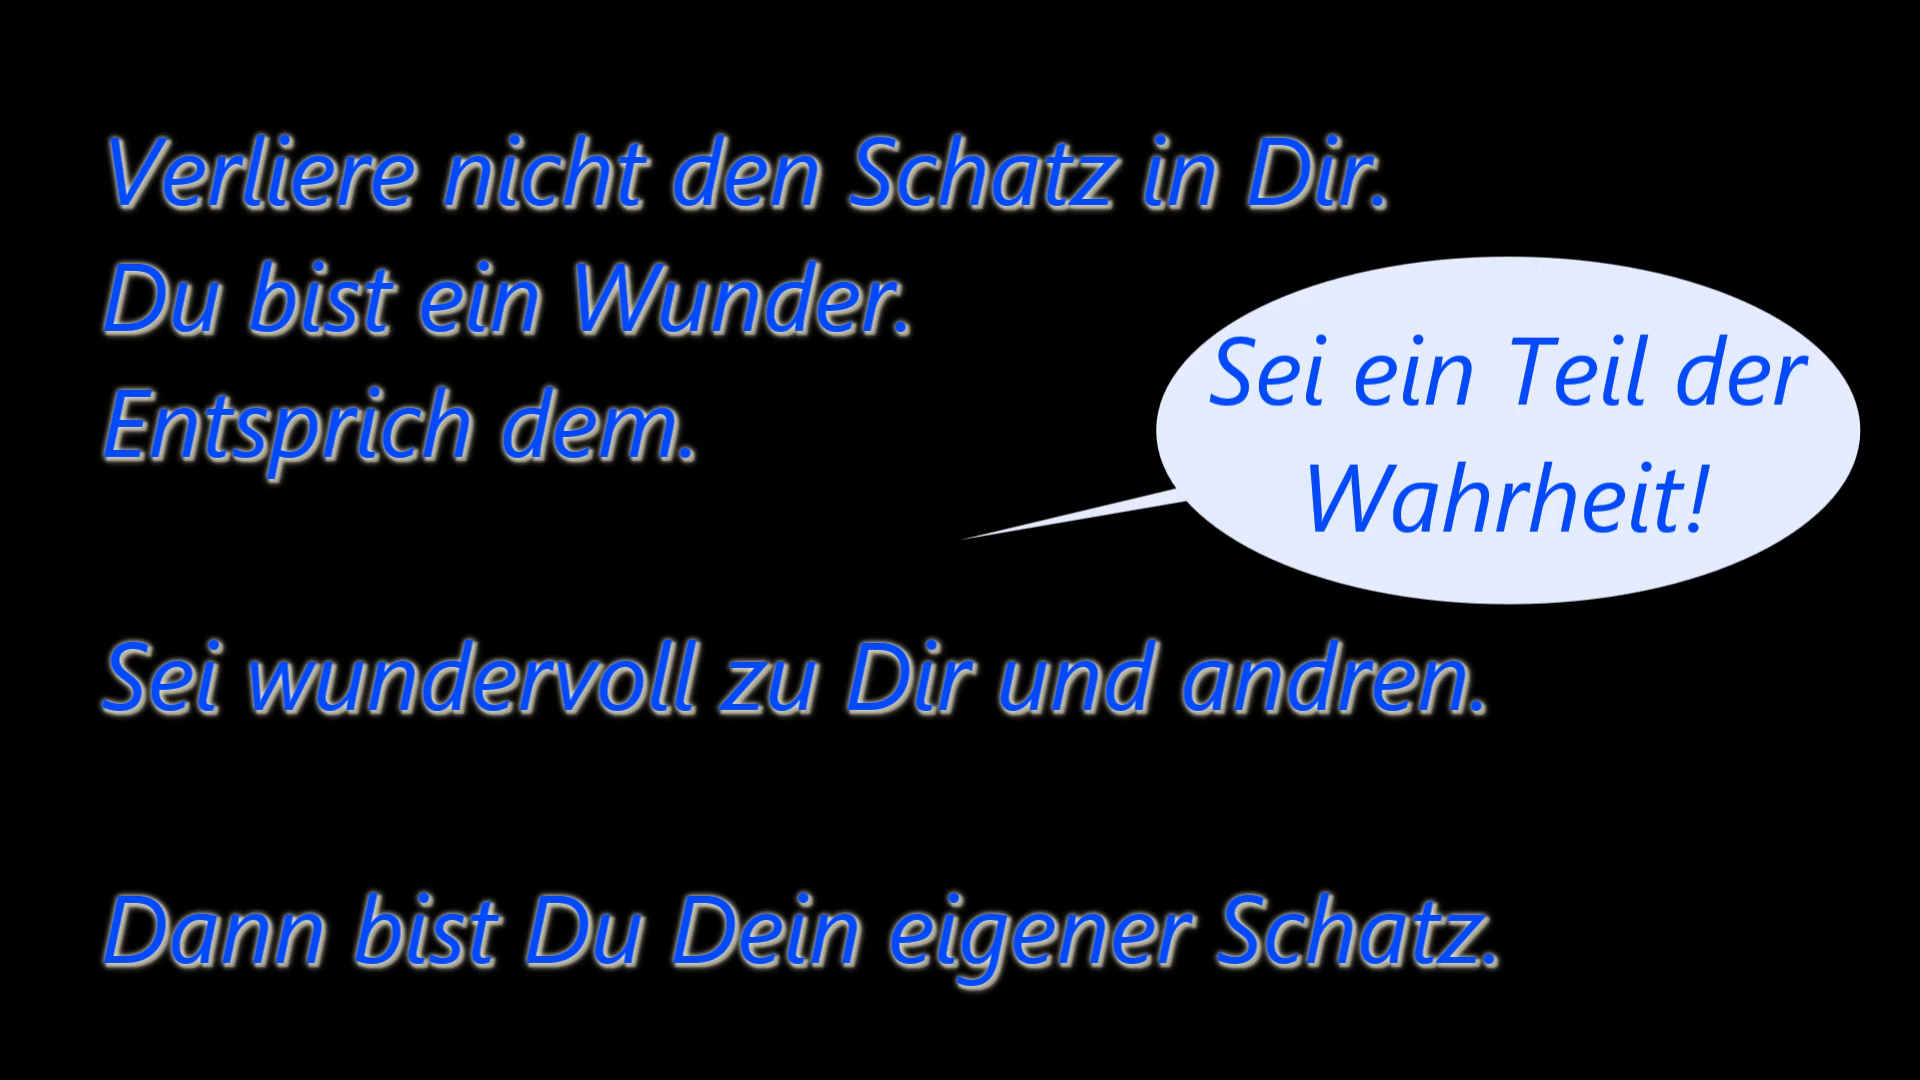 Verliere nicht den Schatz in Dir.
Du bist ein Wunder.
Entsprich dem.
Sei ein Teil der
Wahrheit!
Sei wundervoll zu Dir und andren.
Dann bist Du Dein eigener Schatz.